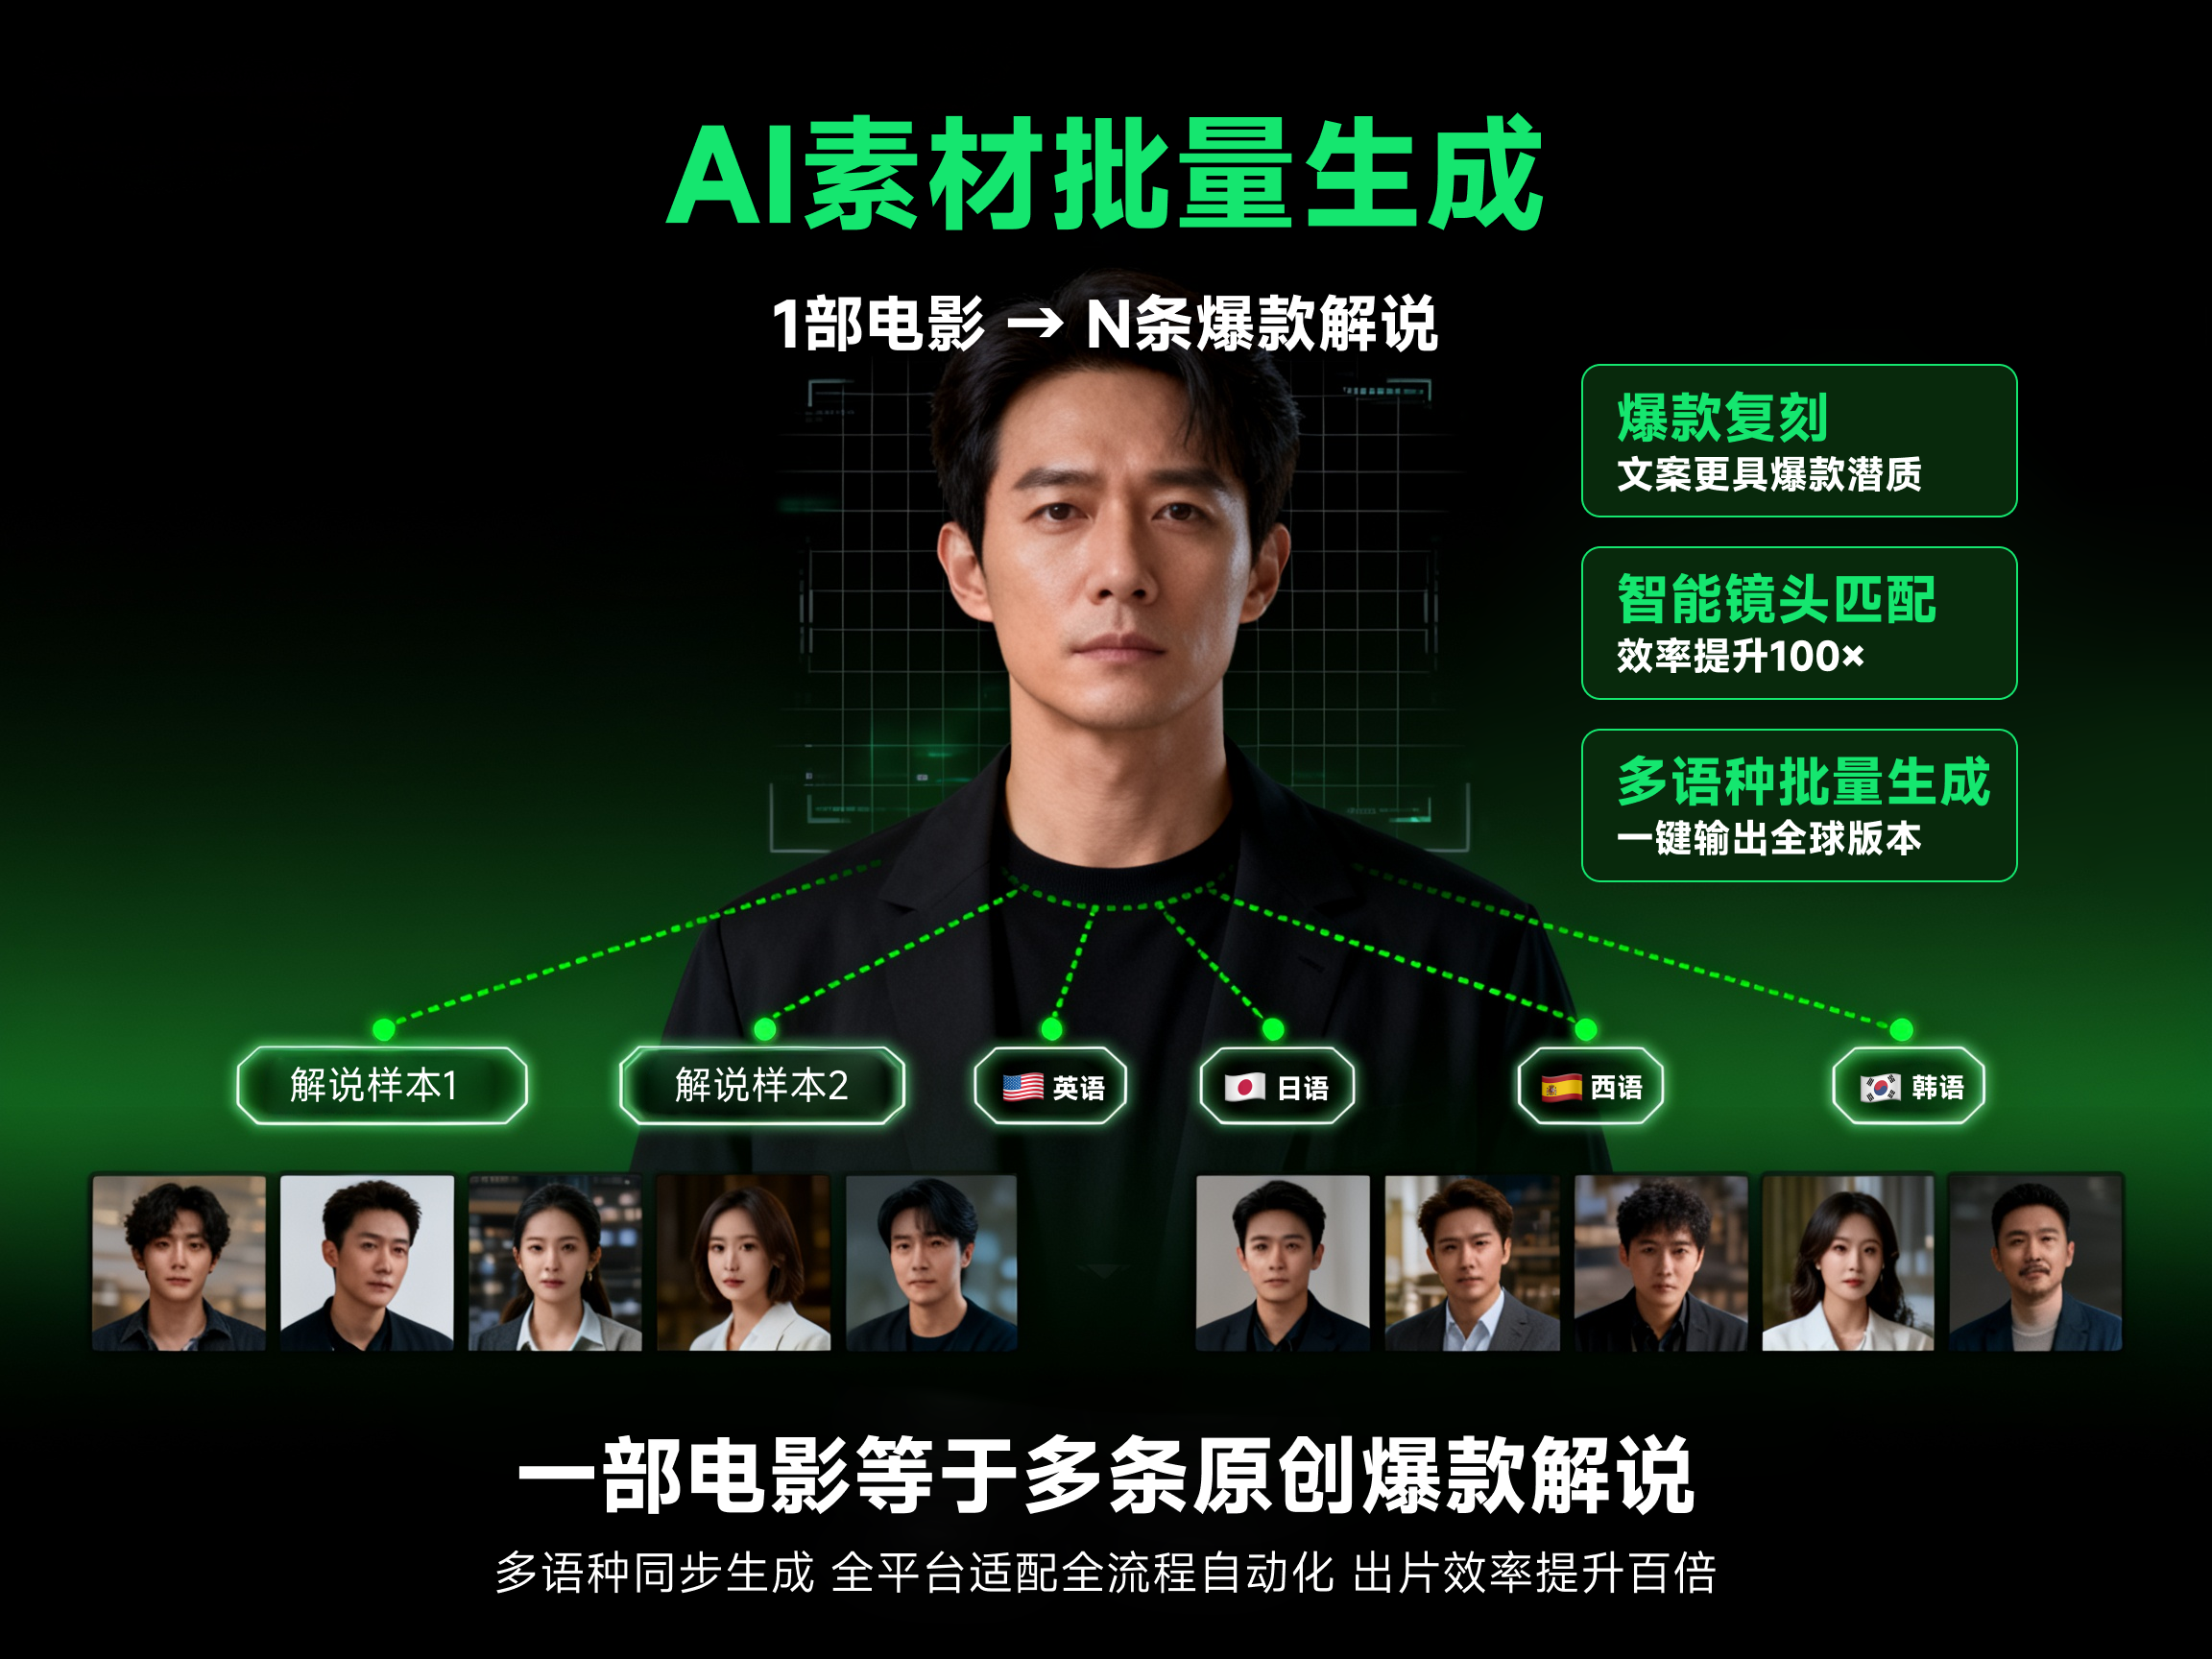 AI素材批量生成
1部电影 → N条爆款解说
爆款复刻
文案更具爆款潜质
智能镜头匹配
效率提升100×
多语种批量生成
一键输出全球版本
解说样本1
解说样本2
英语
日语
西语
韩语
一部电影等于多条原创爆款解说
多语种同步生成 全平台适配全流程自动化 出片效率提升百倍